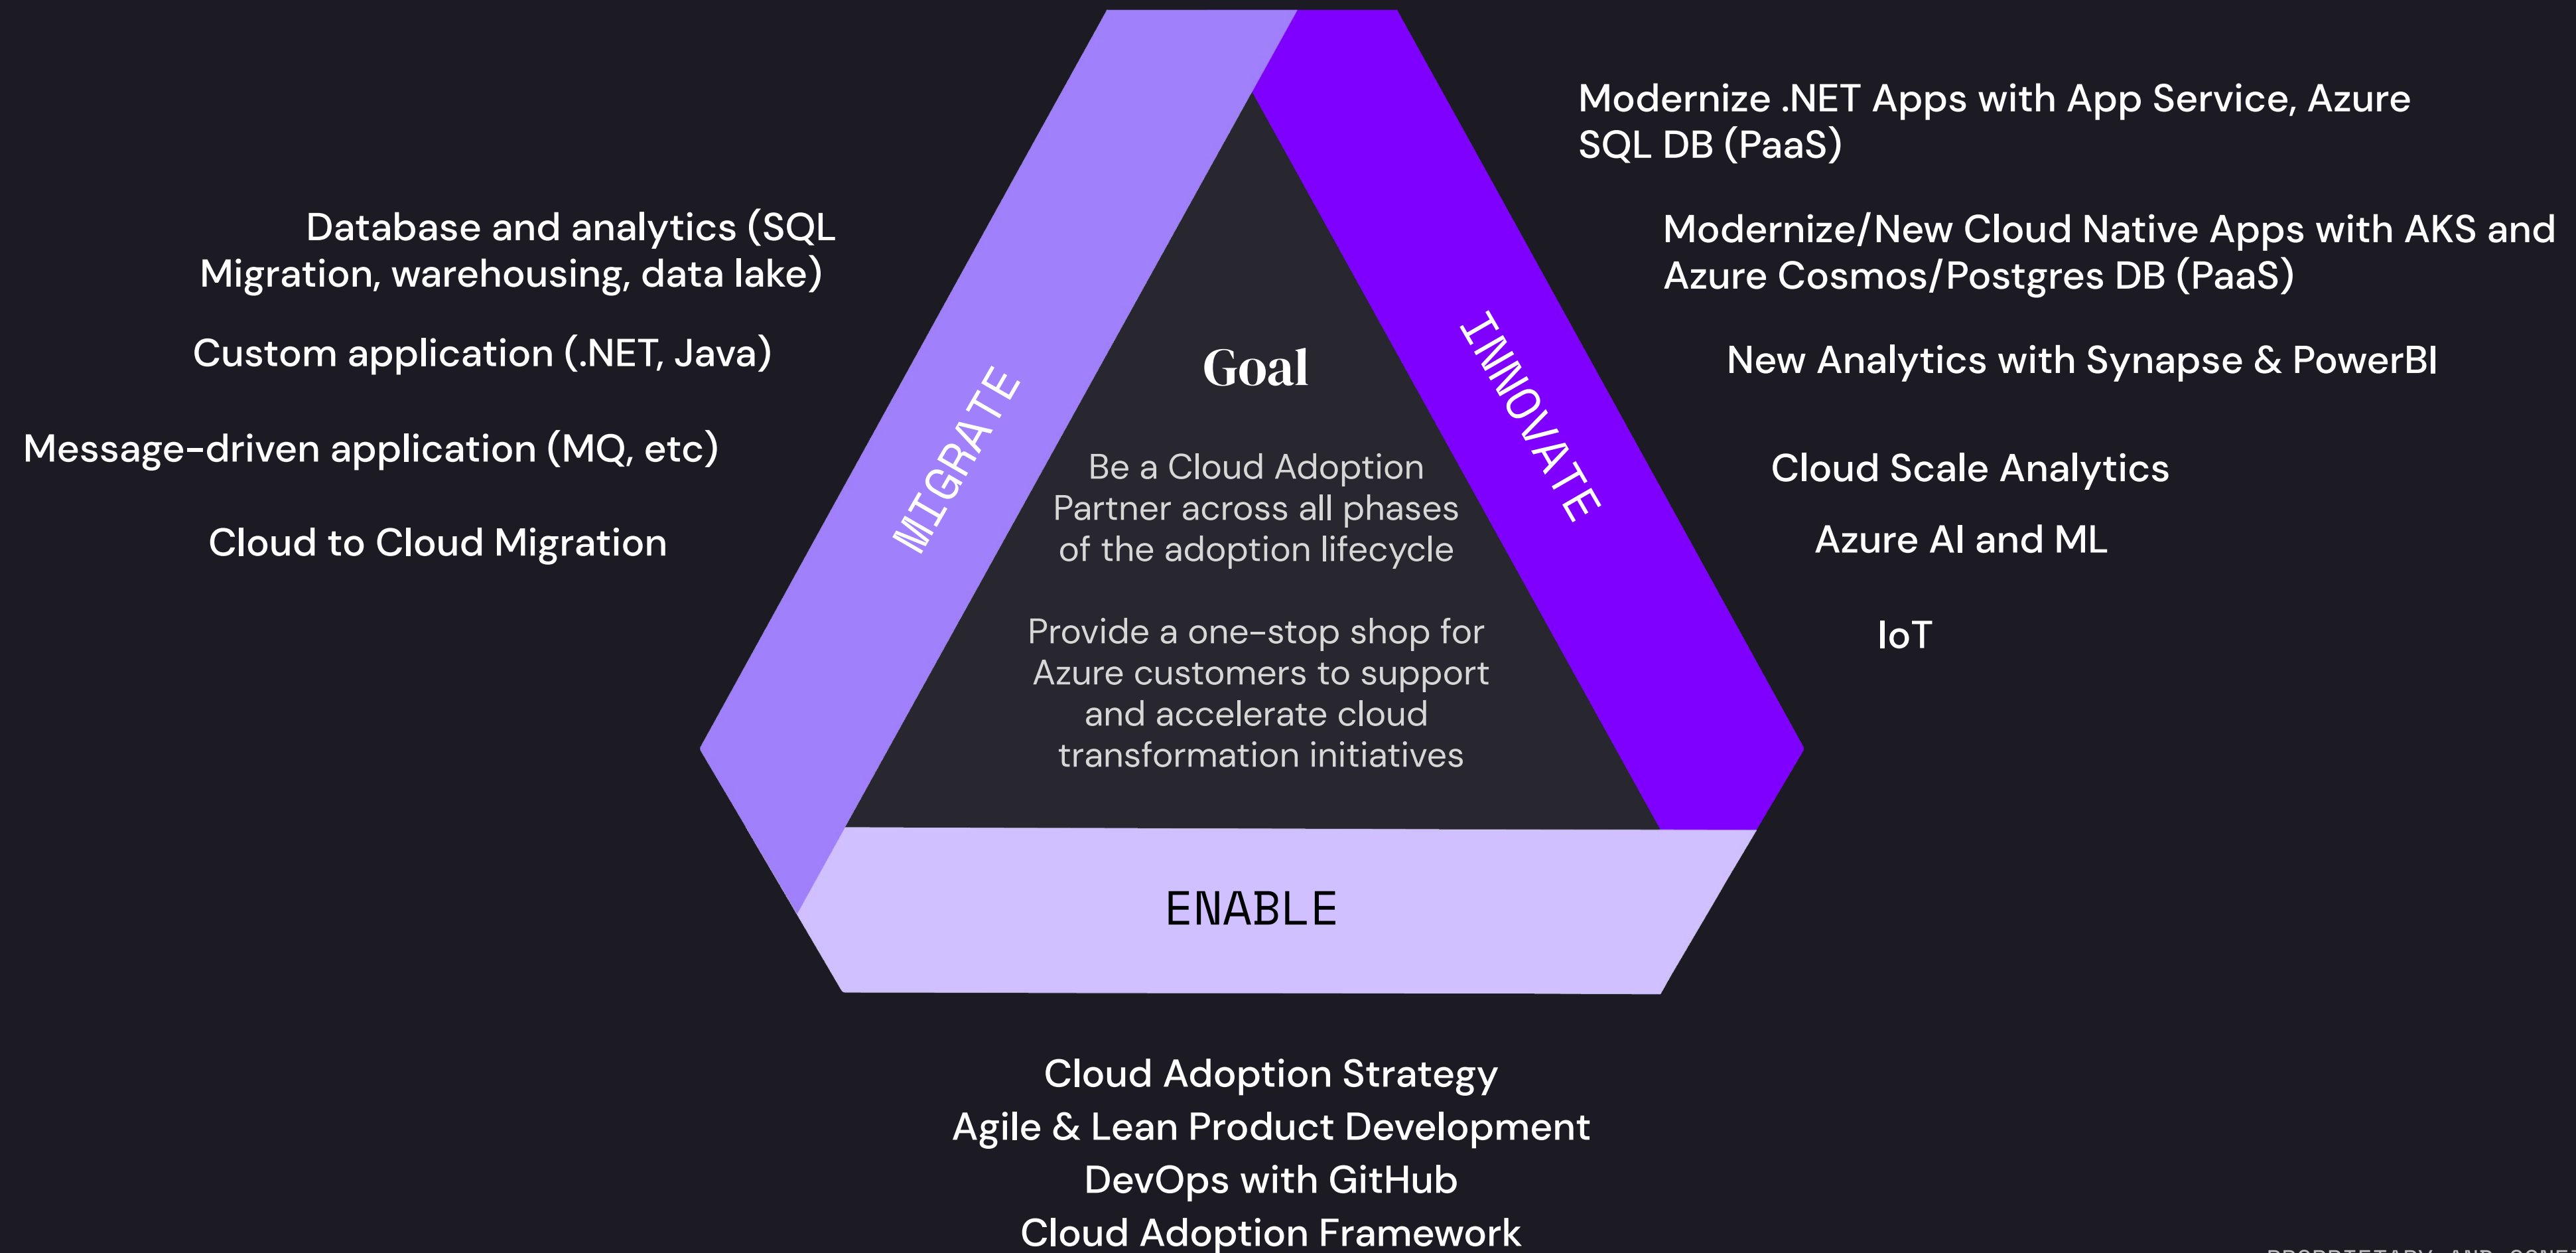 Database and analytics (SQL
Migration, warehousing, data lake)
Custom application (.NET, Java)
Message-driven application (MQ, etc)
Cloud to Cloud Migration
MIGRATE
Goal
Be a Cloud Adoption
Partner across all phases
of the adoption lifecycle
Provide a one-stop shop for
Azure customers to support
and accelerate cloud
transformation initiatives
INNOVATE
Modernize .NET Apps with App Service, Azure
SQL DB (PaaS)
Modernize/New Cloud Native Apps with AKS and
Azure Cosmos/Postgres DB (PaaS)
New Analytics with Synapse & PowerBI
Cloud Scale Analytics
Azure AI and ML
IoT
ENABLE
Cloud Adoption Strategy
Agile & Lean Product Development
DevOps with GitHub
Cloud Adoption Framework